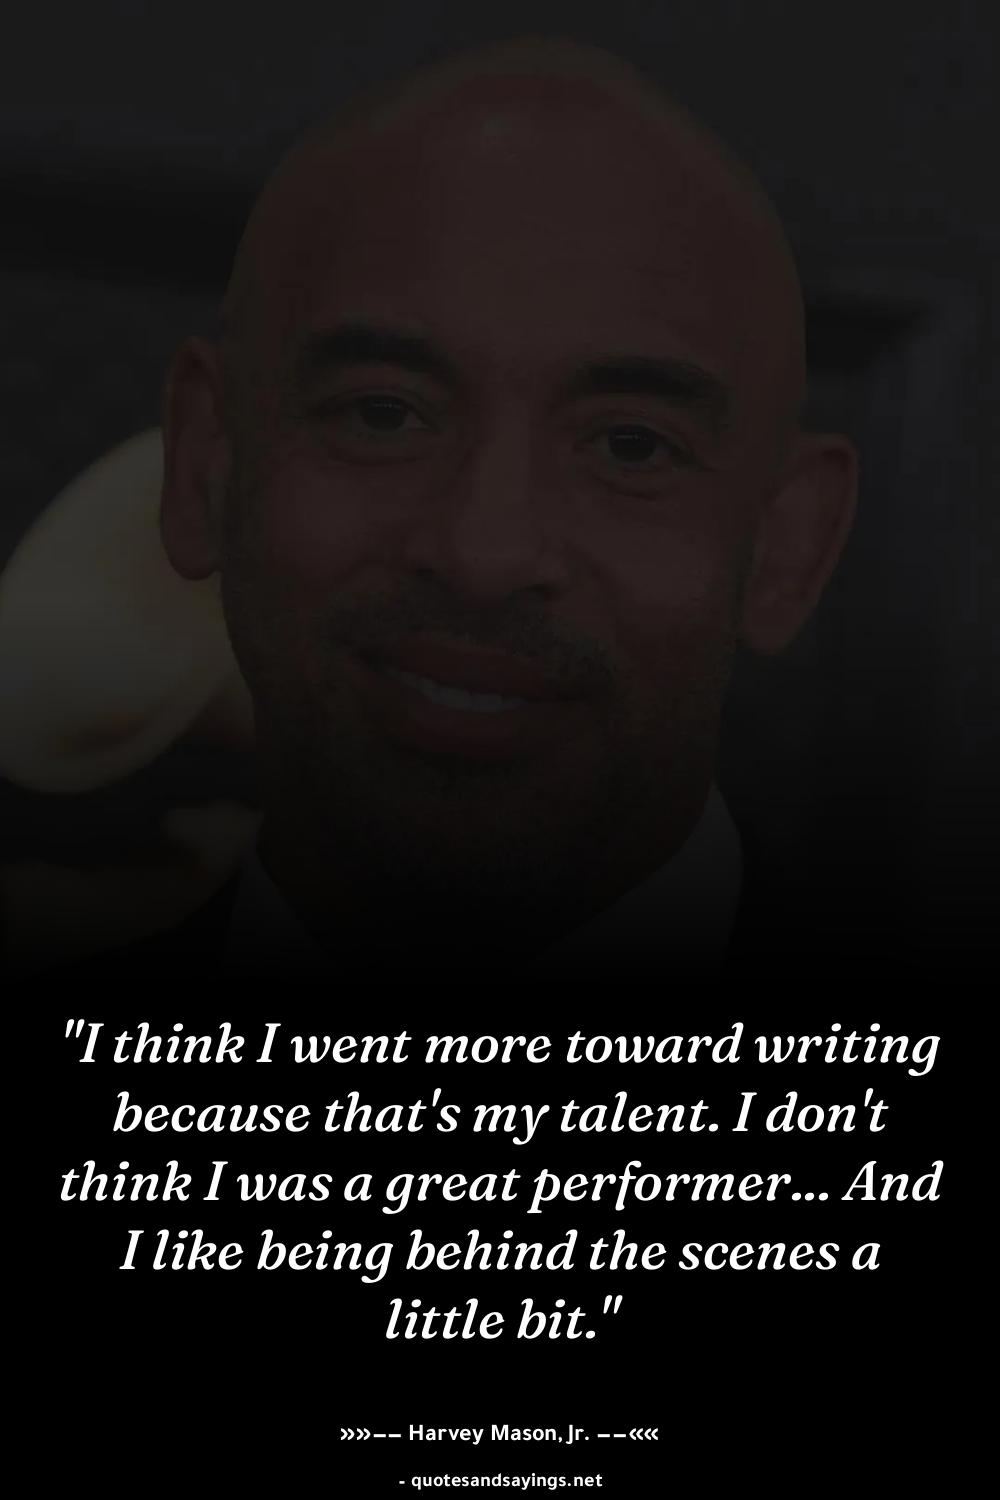 "I think I went more toward writing
because that's my talent. I don't
think I was a great performer... And
I like being behind the scenes a
little bit."
»»–– Harvey Mason, Jr. ––««
- quotesandsayings.net